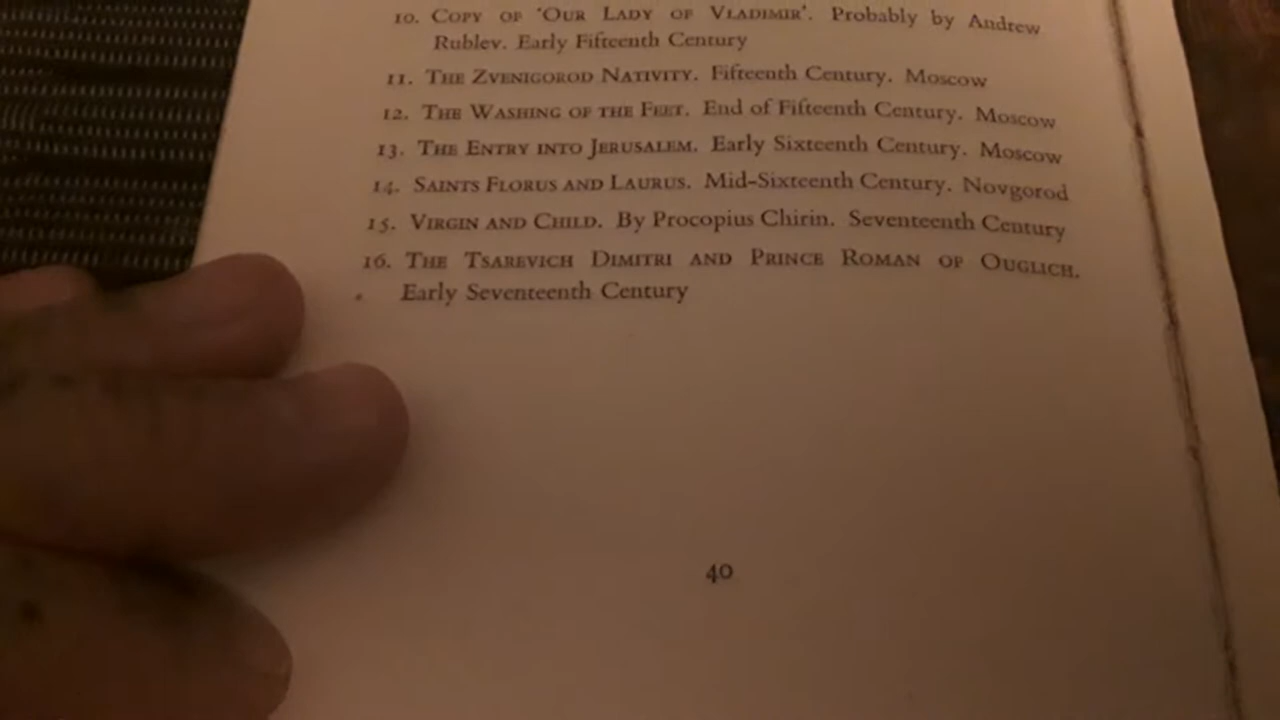 10. COPY OF ‘OUR LADY OF VLADIMIR’. Probably by Andrew
Rublev. Early Fifteenth Century
11. THE ZVENIGOROD NATIVITY. Fifteenth Century. Moscow
12. THE WASHING OF THE FEET. End of Fifteenth Century. Moscow
13. THE ENTRY INTO JERUSALEM. Early Sixteenth Century. Moscow
14. SAINTS FLORUS AND LAURUS. Mid-Sixteenth Century. Novgorod
15. VIRGIN AND CHILD. By Procopius Chirin. Seventeenth Century
16. THE TSAREVICH DIMITRI AND PRINCE ROMAN OF OUGLICH.
Early Seventeenth Century
40